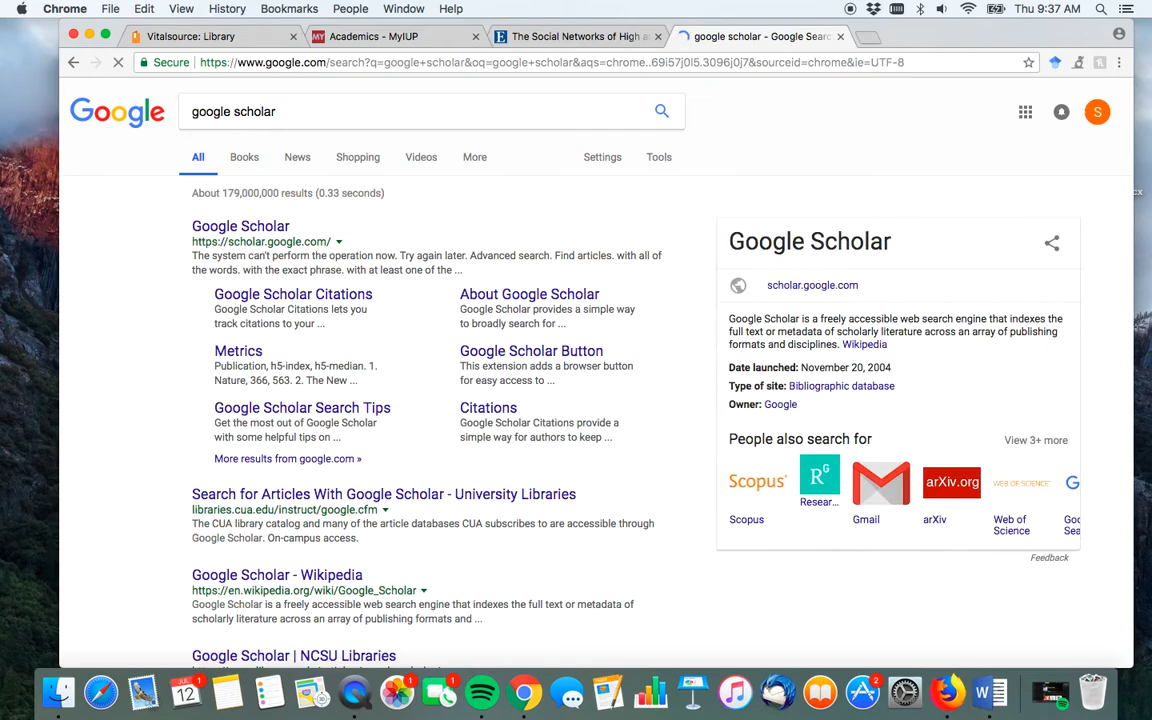 Chrome File Edit View History Bookmarks People Window Help Thu 9:37 AM
Vitalsource: Library
MY Academics - MyIUP
The Social Networks of High a
google scholar - Google Searc
Secure https://www.google.com/search?q=google+scholar&oq=google+scholar&aqs=chrome..69i57j0l5.3096j0j7&sourceid=chrome&ie=UTF-8
Google
google scholar
S
All Books News Shopping Videos More Settings Tools
About 179,000,000 results (0.33 seconds)
Google Scholar
https://scholar.google.com/
The system can't perform the operation now. Try again later. Advanced search. Find articles. with all of
the words. with the exact phrase. with at least one of the ...
Google Scholar Citations
Google Scholar Citations lets you
track citations to your ...
About Google Scholar
Google Scholar provides a simple way
to broadly search for ...
Metrics
Publication, h5-index, h5-median. 1.
Nature, 366, 563. 2. The New ...
Google Scholar Button
This extension adds a browser button
for easy access to ...
Google Scholar Search Tips
Get the most out of Google Scholar
with some helpful tips on ...
Citations
Google Scholar Citations provide a
simple way for authors to keep ...
More results from google.com »
Search for Articles With Google Scholar - University Libraries
libraries.cua.edu/instruct/google.cfm
The CUA library catalog and many of the article databases CUA subscribes to are accessible through
Google Scholar. On-campus access.
Google Scholar - Wikipedia
https://en.wikipedia.org/wiki/Google_Scholar
Google Scholar is a freely accessible web search engine that indexes the full text or metadata of
scholarly literature across an array of publishing formats and ...
Google Scholar | NCSU Libraries
Google Scholar
scholar.google.com
Google Scholar is a freely accessible web search engine that indexes the
full text or metadata of scholarly literature across an array of publishing
formats and disciplines. Wikipedia
Date launched: November 20, 2004
Type of site: Bibliographic database
Owner: Google
People also search for
View 3+ more
Scopus
RG
arXiv.org
WEB OF SCIENCE
G
Scopus
Resear...
Gmail
arXiv
Web of
Science
Goo
Sea
Feedback
JUL
12
1
1
1
2